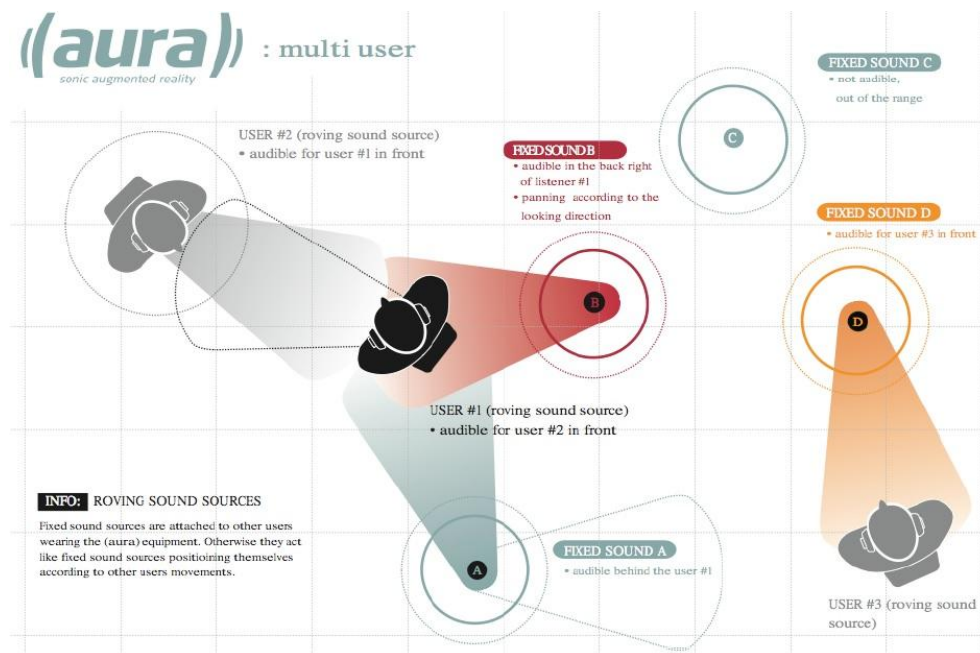 ((aura)) : multi user
sonic augmented reality
FIXED SOUND C
• not audible,
out of the range
USER #2 (roving sound source)
• audible for user #1 in front
FIXED SOUND B
• audible in the back right
of listener #1
• panning according to the
looking direction
C
FIXED SOUND D
• audible for user #3 in front
B
D
USER #1 (roving sound source)
• audible for user #2 in front
INFO: ROVING SOUND SOURCES
Fixed sound sources are attached to other users
wearing the (aura) equipment. Otherwise they act
like fixed sound sources positioining themselves
according to other users movements.
FIXED SOUND A
• audible behind the user #1
A
USER #3 (roving sound
source)